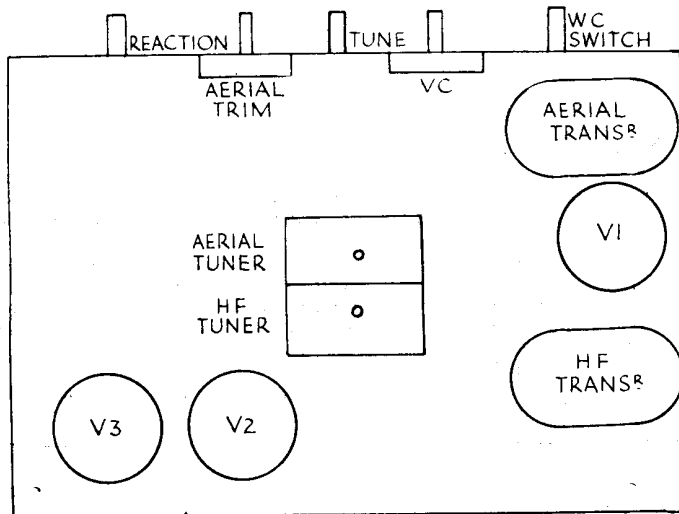 REACTION
TUNE
WC
SWITCH
AERIAL
TRIM
VC
AERIAL
TRANSR
V1
AERIAL
TUNER
HF
TUNER
HF
TRANSR
V3
V2